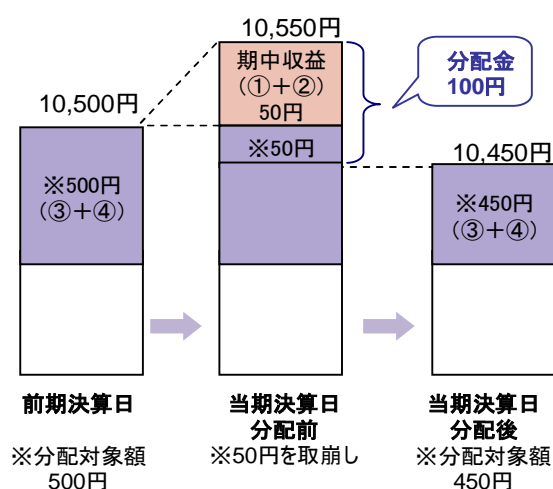 10,500円
※500円
（③＋④）
前期決算日
※分配対象額
500円
10,550円
期中収益
（①＋②）
50円
※50円
分配金
100円
当期決算日
分配前
※50円を取崩し
10,450円
※450円
（③＋④）
当期決算日
分配後
※分配対象額
450円